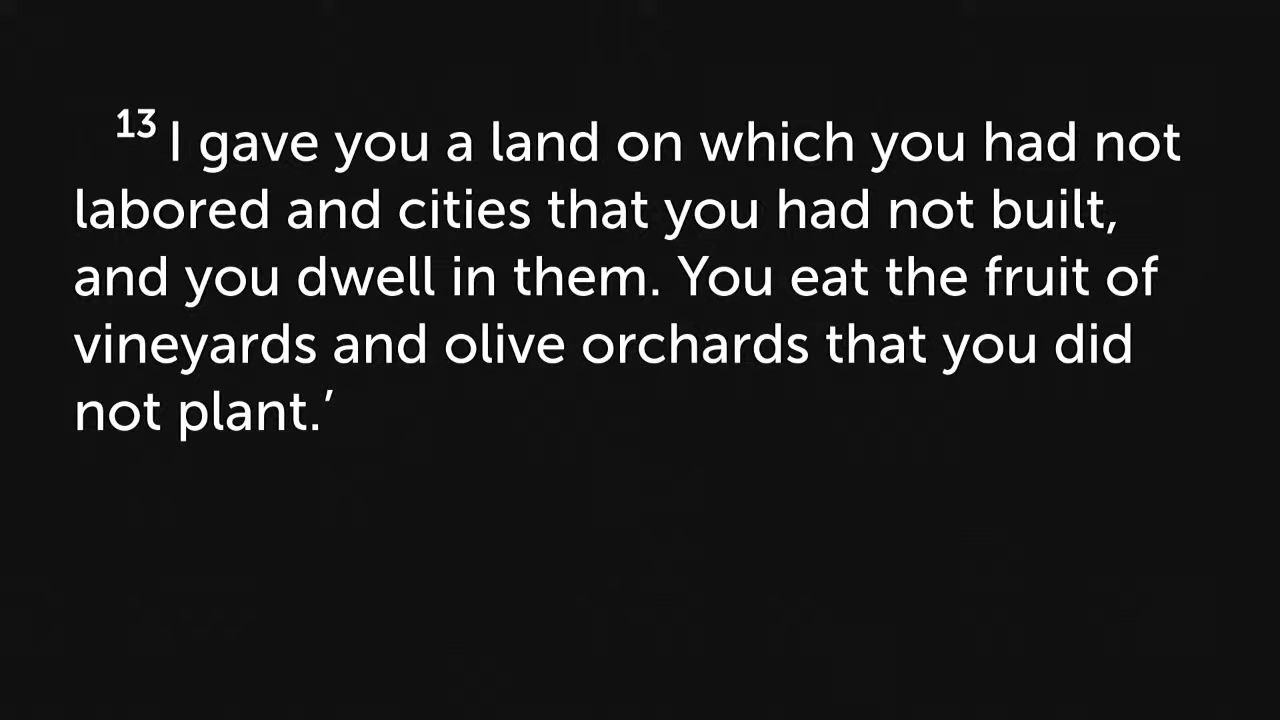 13 I gave you a land on which you had not
labored and cities that you had not built,
and you dwell in them. You eat the fruit of
vineyards and olive orchards that you did
not plant.’